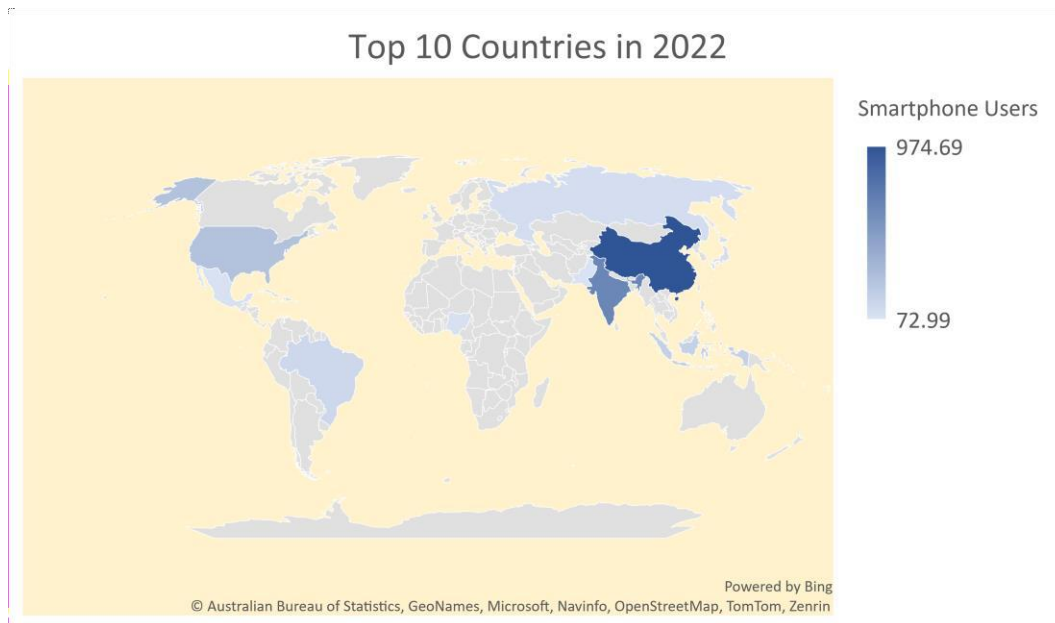 Top 10 Countries in 2022
Smartphone Users
974.69
72.99
Powered by Bing
© Australian Bureau of Statistics, GeoNames, Microsoft, Navinfo, OpenStreetMap, TomTom, Zenrin